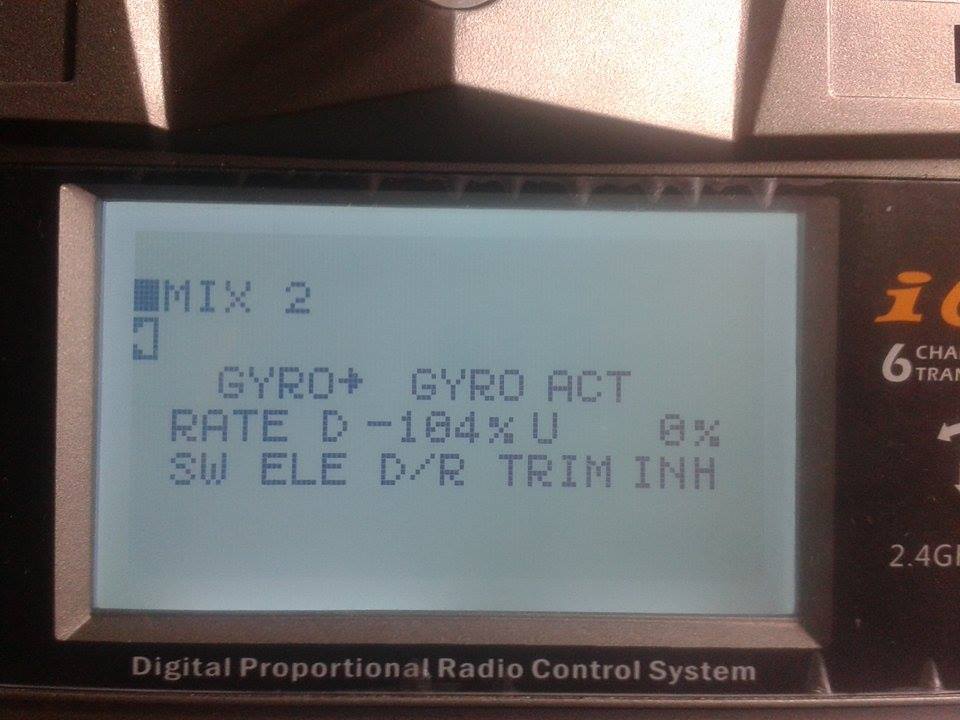 MIX 2
GYRO→ GYRO ACT
RATE D -104% U 0%
SW ELE D/R TRIM INH
6
2.4G
Digital Proportional Radio Control System